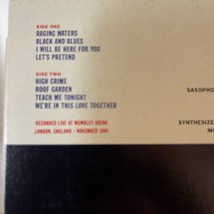 SIDE ONE
RAGING WATERS
BLACK AND BLUES
I WILL BE HERE FOR YOU
LET'S PRETEND
SIDE TWO
HIGH CRIME
ROOF GARDEN
TEACH ME TONIGHT
WE'RE IN THIS LOVE TOGETHER
RECORDED LIVE AT WEMBLEY ARENA
LONDON, ENGLAND • NOVEMBER
SAXOPHO
SYNTHESIZE